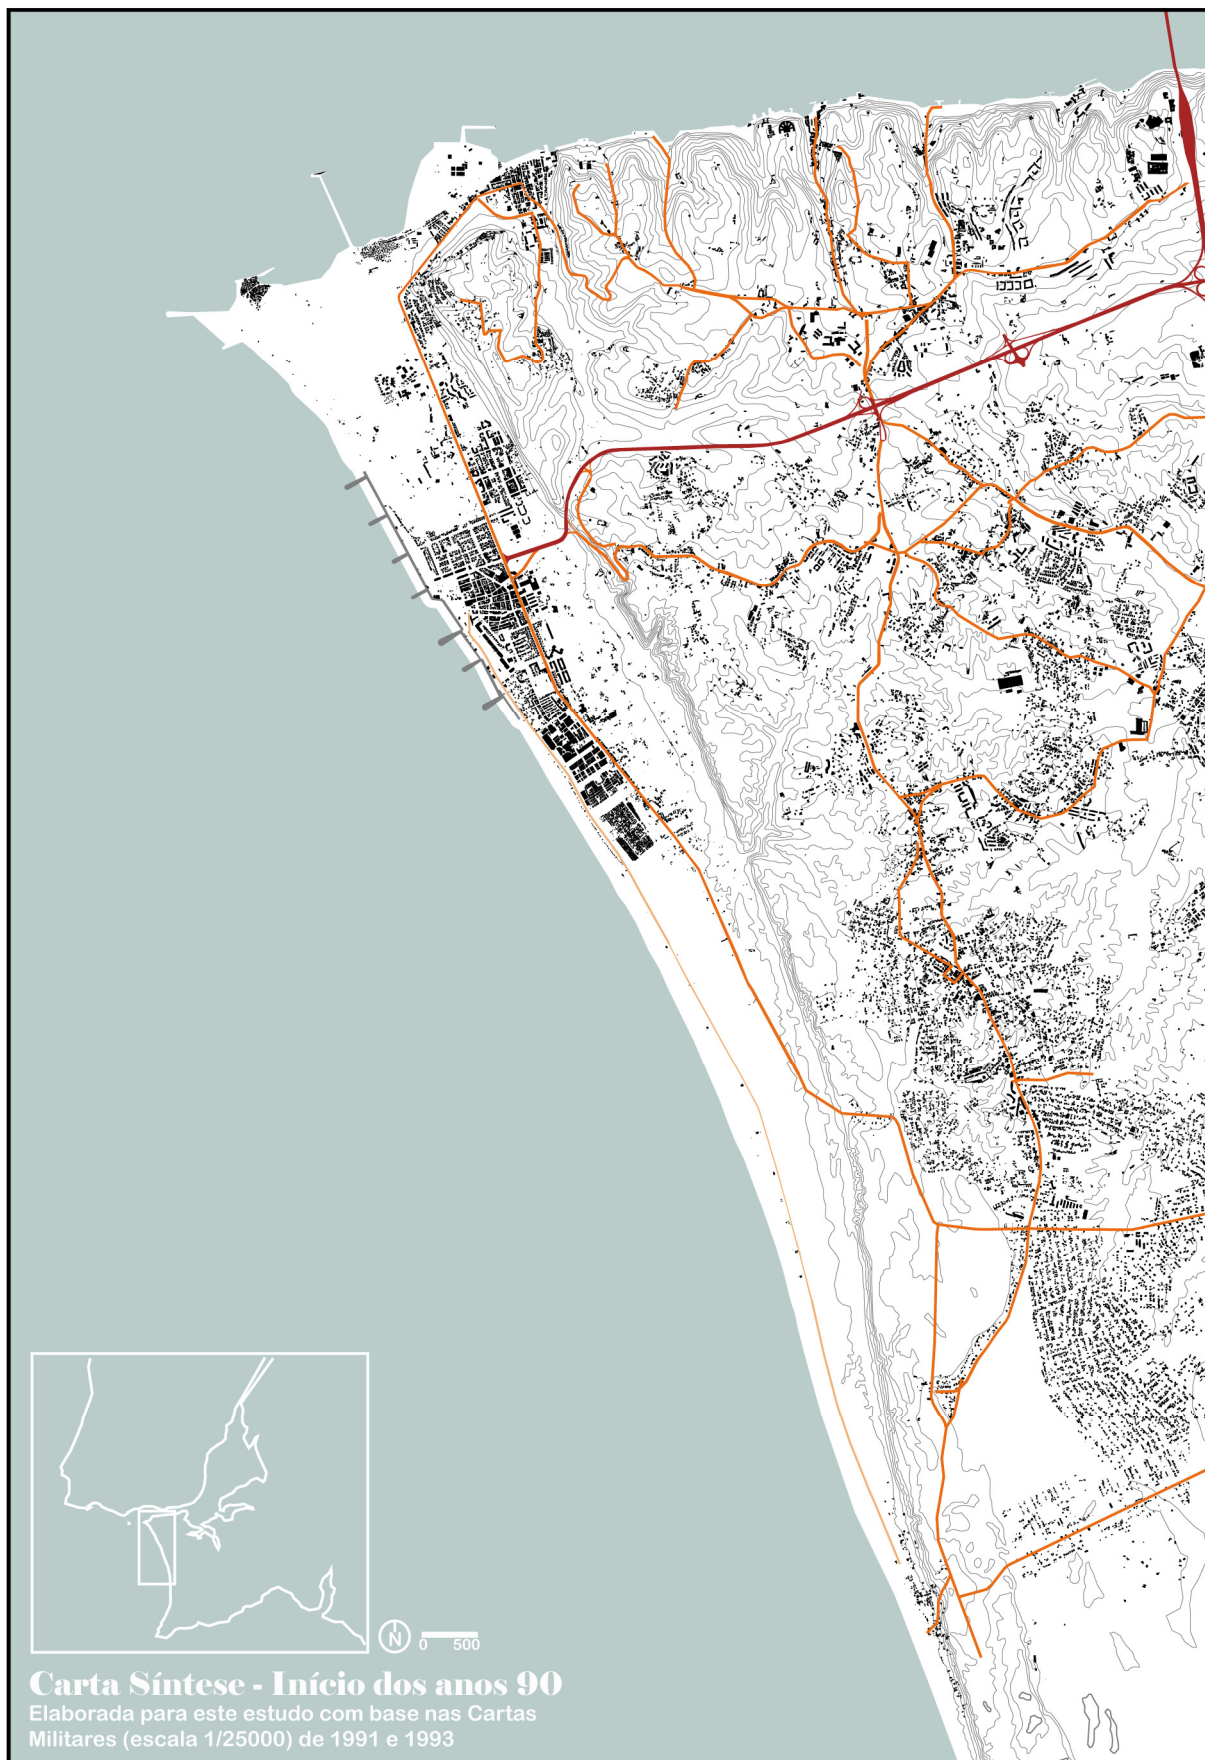 N
0 500
Carta Síntese - Início dos anos 90
Elaborada para este estudo com base nas Cartas
Militares (escala 1/25000) de 1991 e 1993